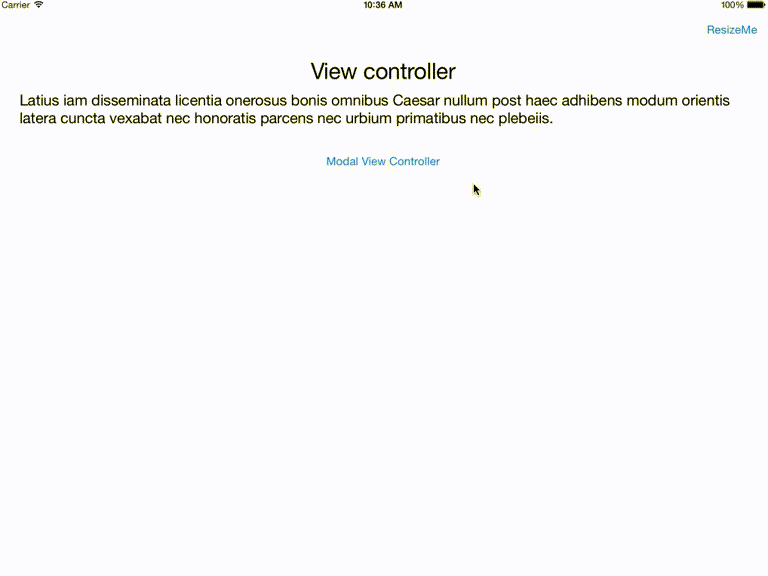 Carrier 10:36 AM 100%
ResizeMe
View controller
Latius iam disseminata licentia onerosus bonis omnibus Caesar nullum post haec adhibens modum orientis
latera cuncta vexabat nec honoratis parcens nec urbium primatibus nec plebeiis.
Modal View Controller